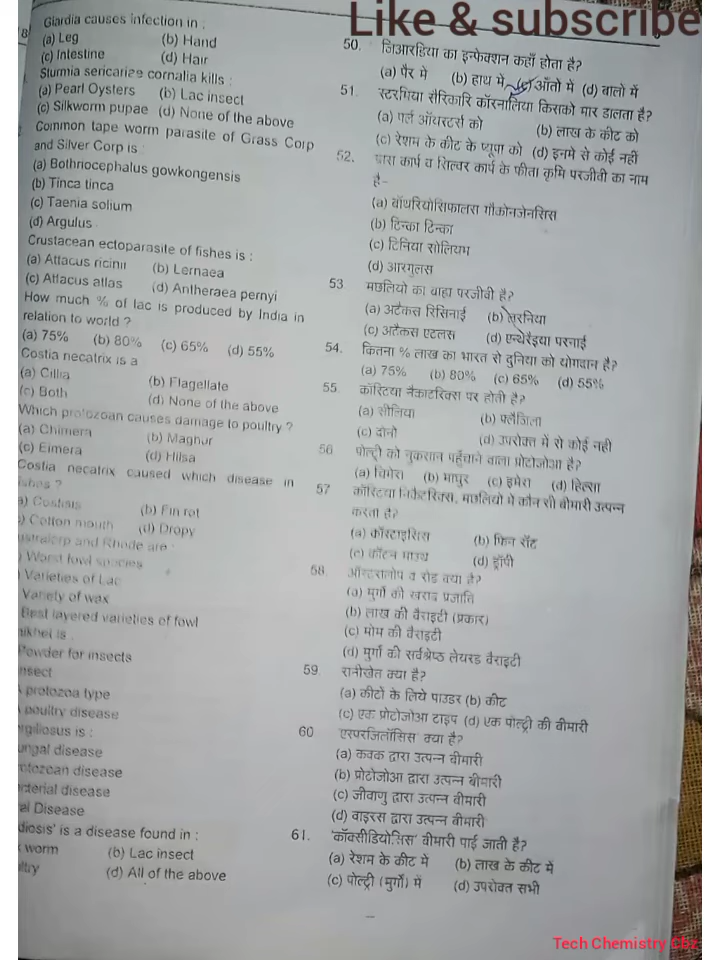 Like & subscribe
Giardia causes infection in :
(a) Leg (b) Hand
(c) Intestine (d) Hair
Sturmia sericariae cornalia kills :
(a) Pearl Oysters (b) Lac insect
(c) Silkworm pupae (d) None of the above
Common tape worm parasite of Grass Corp
and Silver Corp is :
(a) Bothriocephalus gowkongensis
(b) Tinca tinca
(c) Taenia solium
(d) Argulus
Crustacean ectoparasite of fishes is :
(a) Attacus ricinii (b) Lernaea
(c) Attacus atlas (d) Antheraea pernyi
How much % of lac is produced by India in
relation to world ?
(a) 75% (b) 80% (c) 65% (d) 55%
Costia necatrix is a
(a) Cillia (b) Flagellate
(c) Both (d) None of the above
Which protozoan causes damage to poultry ?
(a) Chimera (b) Maghur
(c) Eimera (d) Hilsa
Costia necatrix caused which disease in
?
(b) Fin rot
Cotton mouth (d) Dropy
and Rhode are :
Worst fowl species
Varieties of Lac
Variety of wax
Best layered varieties of fowl
is :
Powder for insects
protozoa type
poultry disease
is :
disease
disease
disease
Disease
is a disease found in :
worm (b) Lac insect
(d) All of the above
50. जिआरडिया का इन्फेक्शन कहाँ होता है?
(a) पैर मे (b) हाथ मे (c) आँतो मे (d) बालो में
51. स्टरमिया सैरिकारि कॉरनालिया किसको मार डालता है?
(a) पर्ल ऑयस्टर्स को (b) लाख के कीट को
(c) रेशम के कीट के प्यूपा को (d) इनमे से कोई नहीं
52. ग्रास कार्प व सिल्वर कार्प के फीता कृमि परजीवी का नाम
है-
(a) बॉथरियोसिफालस गौकोनजेनसिस
(b) टिन्का टिन्का
(c) टिनिया सोलियम
(d) आरगुलस
53. मछलियो का बाह्य परजीवी है?
(a) अटैकस रिसिनाई (b) लरनिया
(c) अटैकस एटलस (d) एन्थेरैइया परनाई
54. कितना % लाख का भारत से दुनिया को योगदान है?
(a) 75% (b) 80% (c) 65% (d) 55%
55. कॉस्टिया नैकाटरिक्स पर होती है?
(a) सीलिया (b) फ्लैजिला
(c) दोनो (d) उपरोक्त में से कोई नही
56 पोल्ट्री को नुकसान पहुँचाने वाला प्रोटोजोआ है?
(a) चिमेरा (b) मागुर (c) इमेरा (d) हिल्सा
57 कॉस्टिया निकैटरिक्स, मछलियो में कौन सी बीमारी उत्पन्न
करता है?
(a) कॉस्टाइसिस (b) फिन रॉट
(c) कॉटन माउथ (d) ड्रॉपी
58. ऑस्टरालोप व रोड क्या है?
(a) मुर्गो की खराब प्रजाति
(b) लाख की वैराइटी (प्रकार)
(c) मोम की वैराइटी
(d) मुर्गो की सर्वश्रेष्ठ लेयरड वैराइटी
59. रानीखेत क्या है?
(a) कीटों के लिये पाउडर (b) कीट
(c) एक प्रोटोजोआ टाइप (d) एक पोल्ट्री की बीमारी
60 एस्परजिलॉसिस क्या है?
(a) कवक द्वारा उत्पन्न बीमारी
(b) प्रोटोजोआ द्वारा उत्पन्न बीमारी
(c) जीवाणु द्वारा उत्पन्न बीमारी
(d) वाइरस द्वारा उत्पन्न बीमारी
61. 'कॉक्सीडियोसिस' बीमारी पाई जाती है?
(a) रेशम के कीट में (b) लाख के कीट में
(c) पोल्ट्री (मुर्गो) में (d) उपरोक्त सभी
Tech Chemistry Cbz